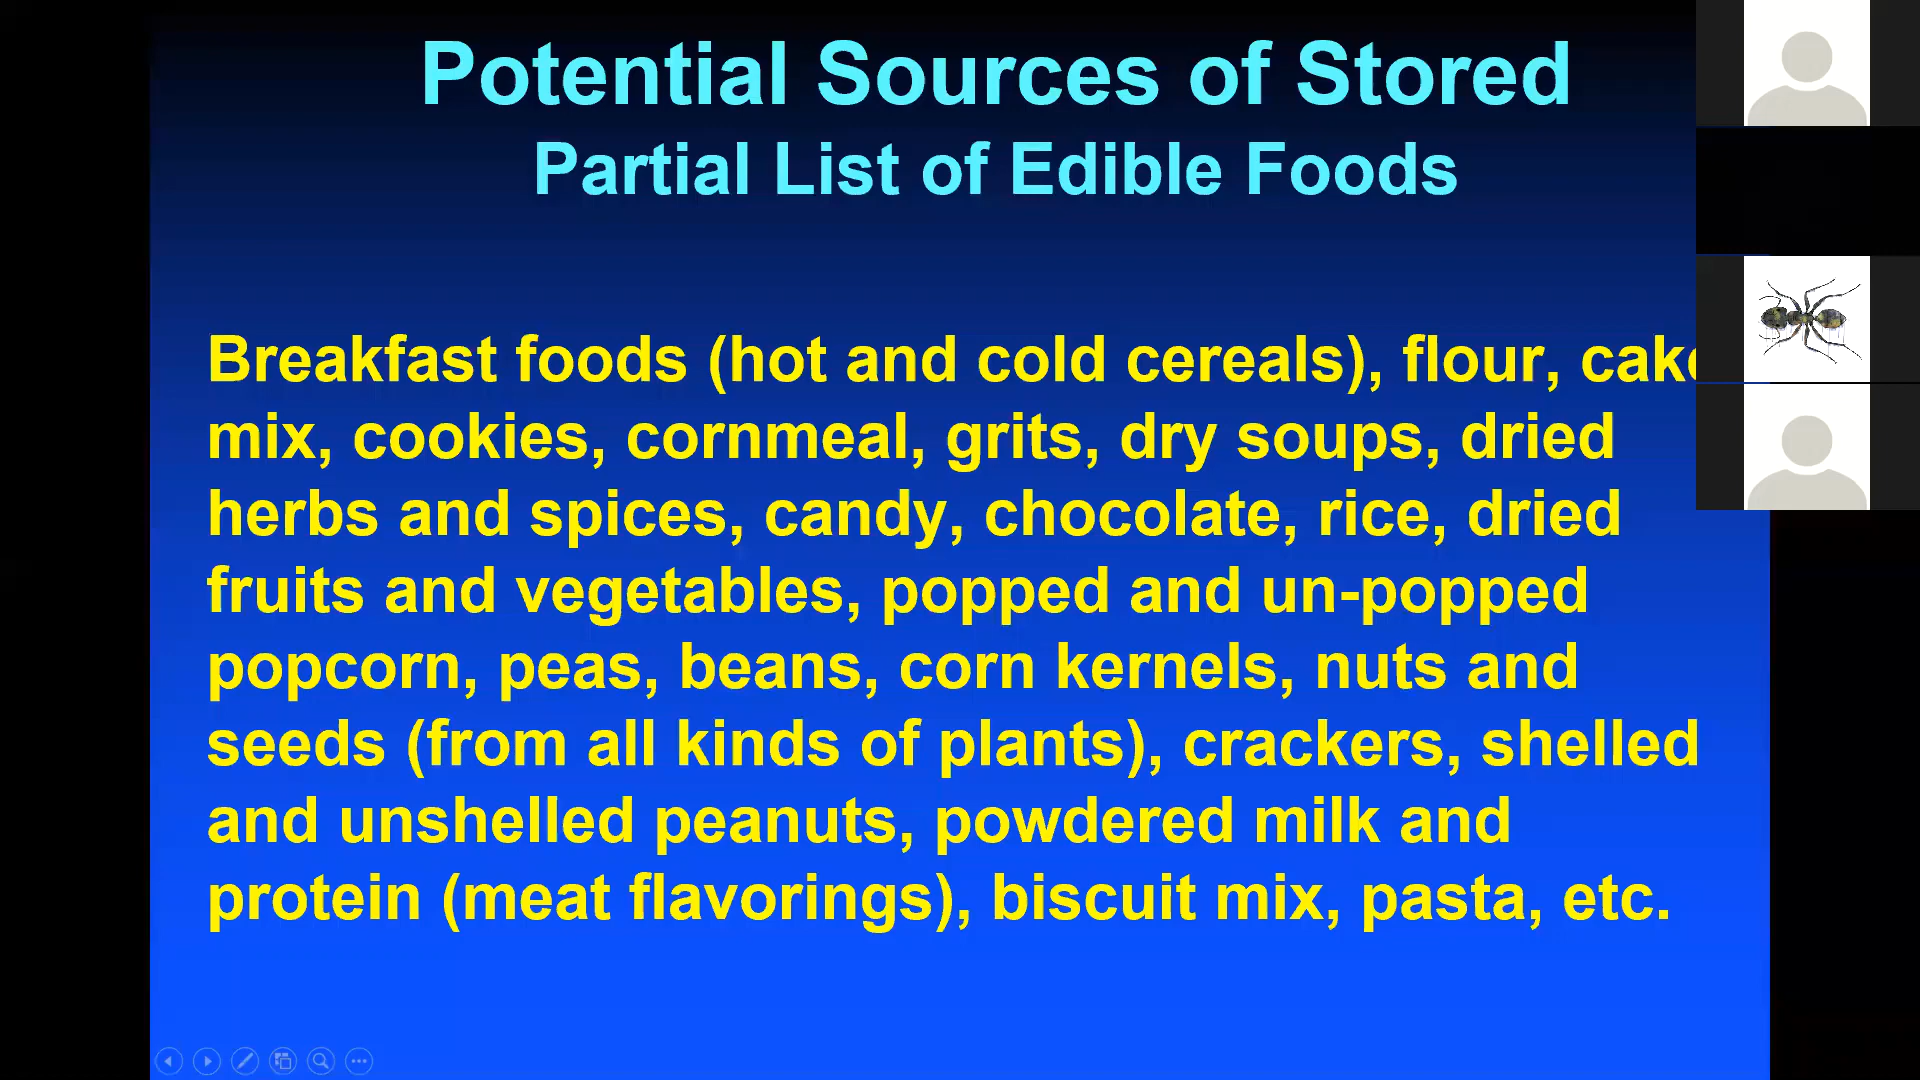 Potential Sources of Stored
Partial List of Edible Foods
Breakfast foods (hot and cold cereals), flour, cake
mix, cookies, cornmeal, grits, dry soups, dried
herbs and spices, candy, chocolate, rice, dried
fruits and vegetables, popped and un-popped
popcorn, peas, beans, corn kernels, nuts and
seeds (from all kinds of plants), crackers, shelled
and unshelled peanuts, powdered milk and
protein (meat flavorings), biscuit mix, pasta, etc.